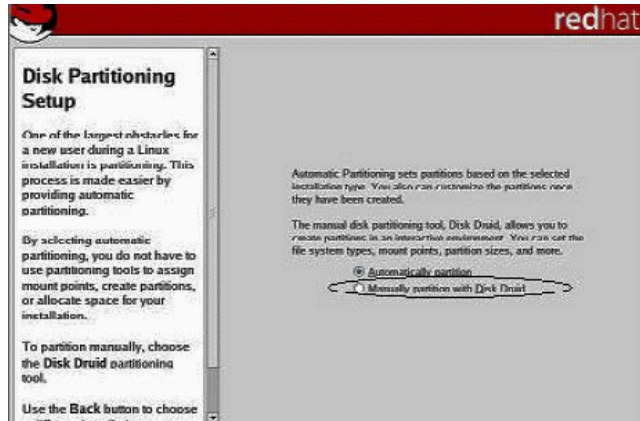 redhat
Disk Partitioning
Setup
One of the largest obstacles for
a new user during a Linux
installation is partitioning. This
process is made easier by
providing automatic
partitioning.
By selecting automatic
partitioning, you do not have to
use partitioning tools to assign
mount points, create partitions,
or allocate space for your
installation.
To partition manually, choose
the Disk Druid partitioning
tool.
Use the Back button to choose
Automatic Partitioning sets partitions based on the selected
installation type. You also can customize the partitions once
they have been created.
The manual disk partitioning tool, Disk Druid, allows you to
create partitions in an interactive environment. You can set the
file system types, mount points, partition sizes, and more.
Automatically partition
Manually partition with Disk Druid